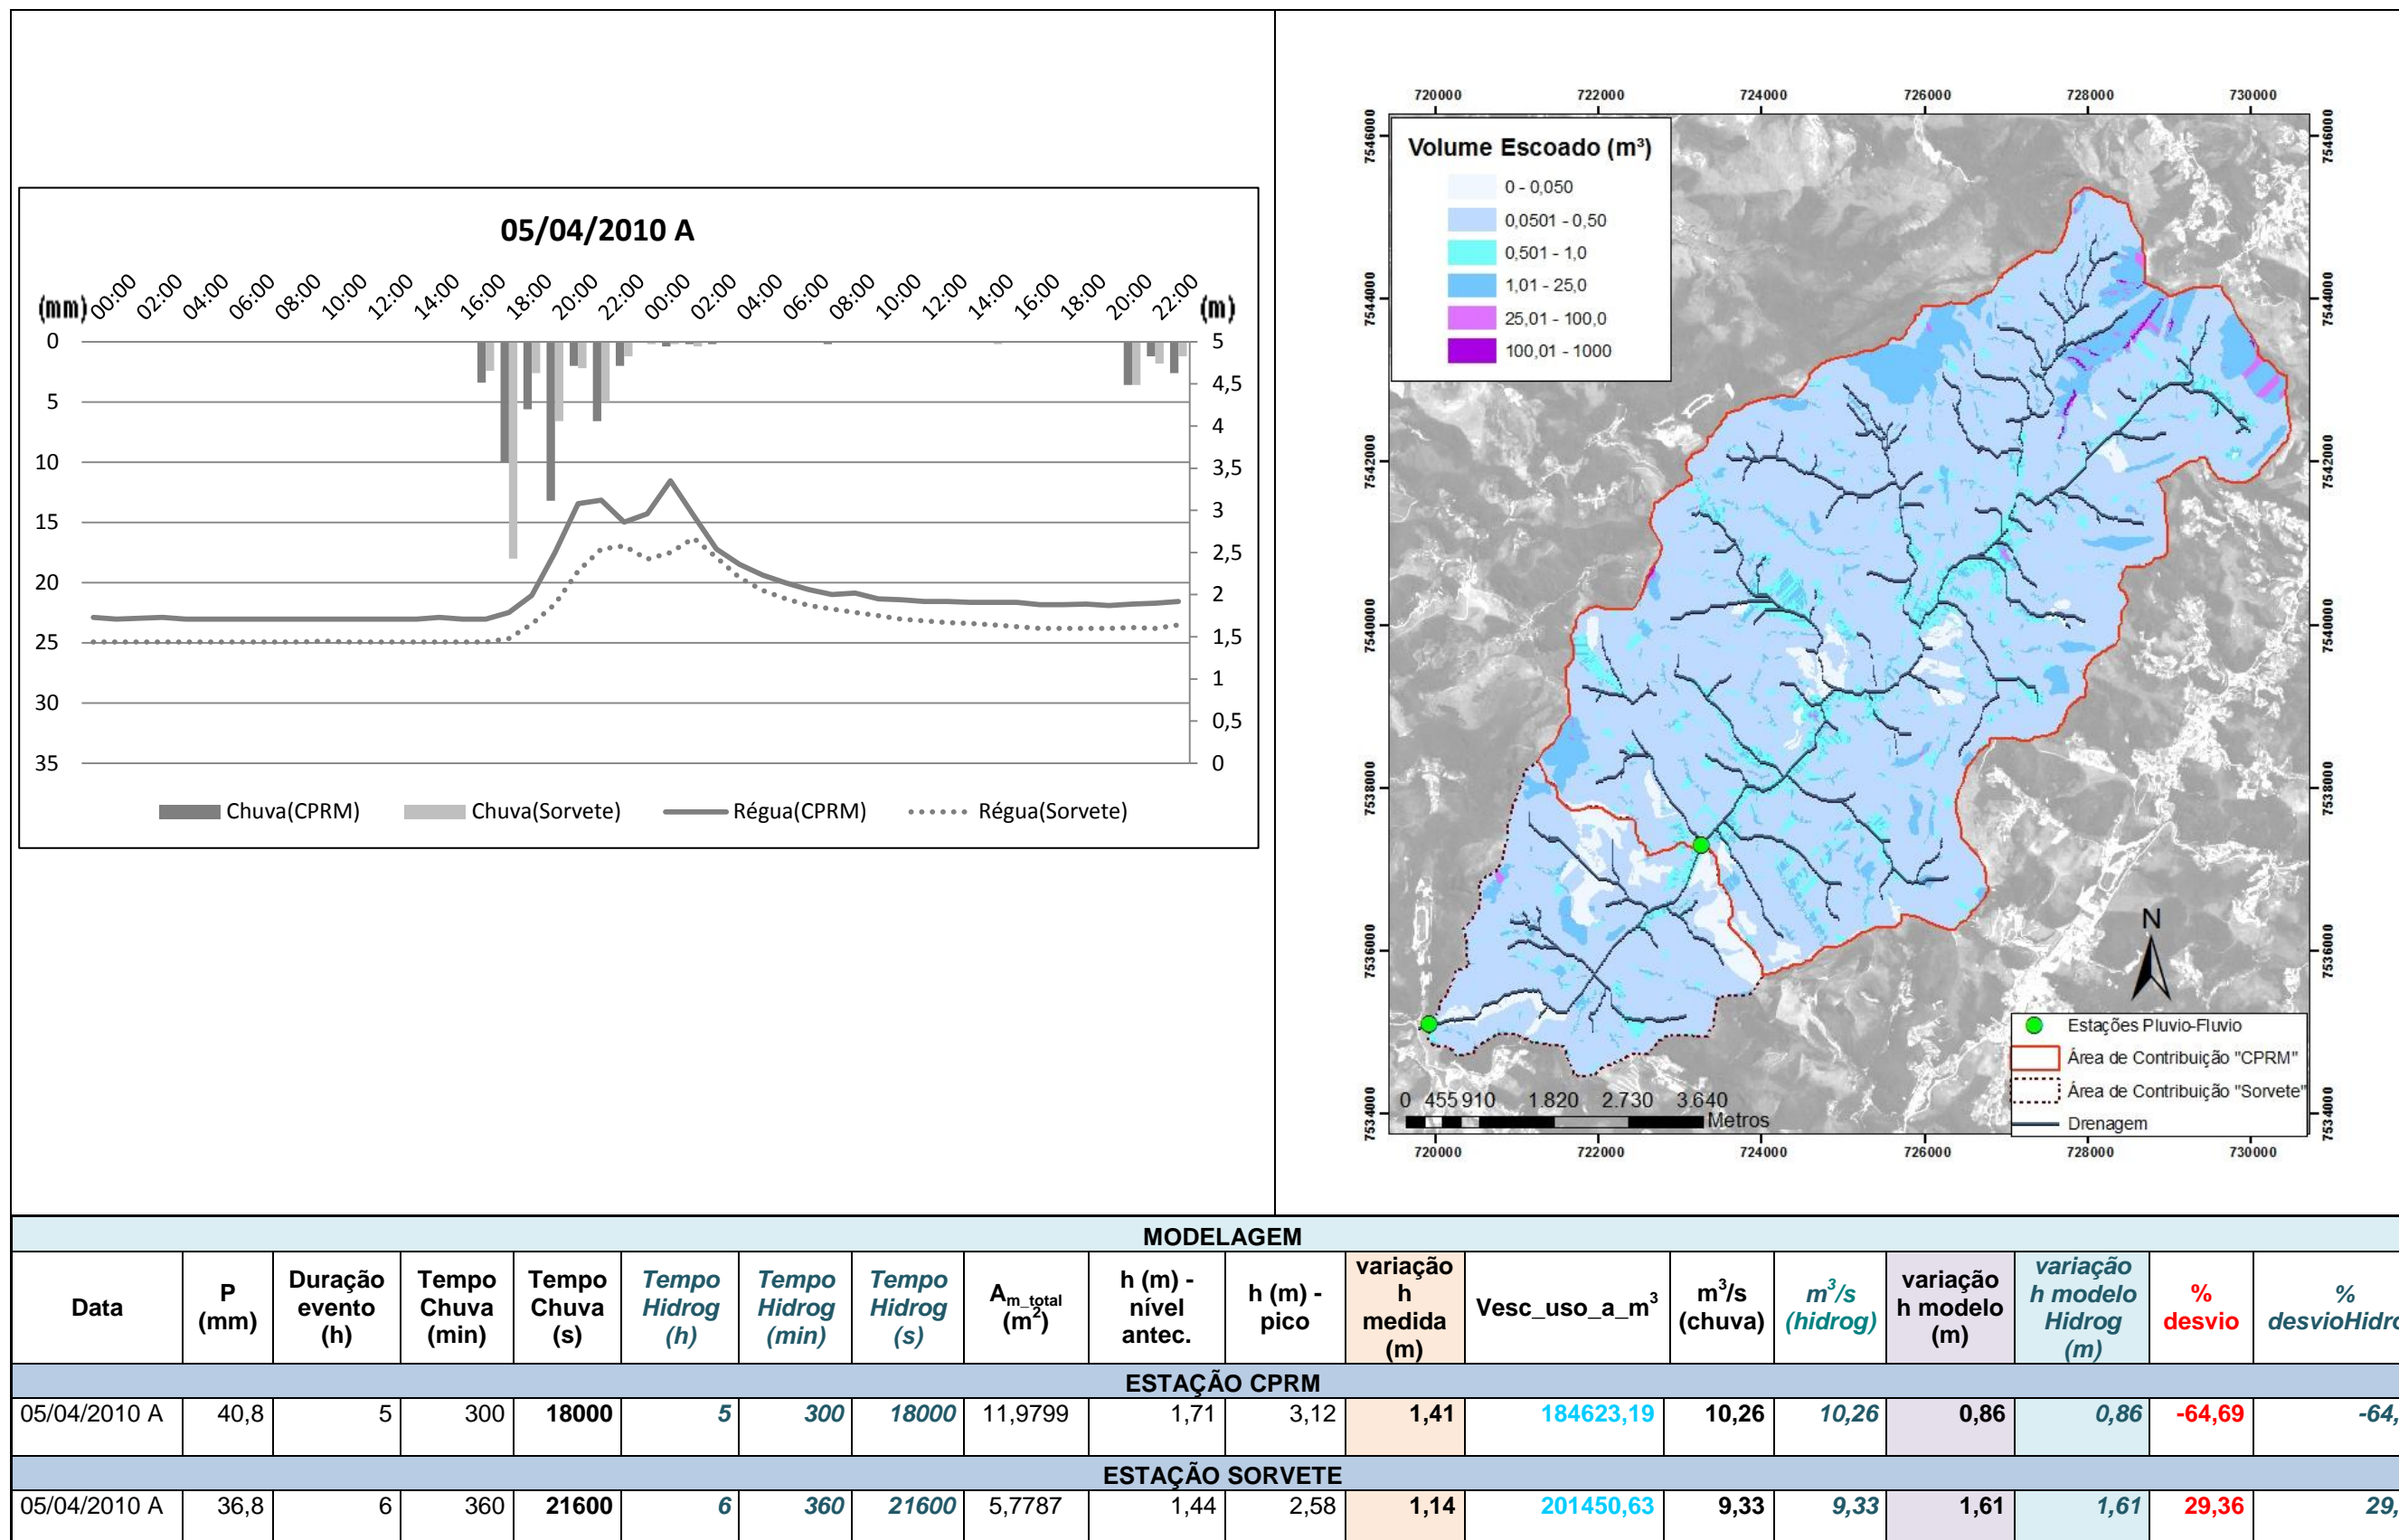 05/04/2010 A
(mm) 00:00 02:00 04:00 06:00 08:00 10:00 12:00 14:00 16:00 18:00 20:00 22:00 00:00 02:00 04:00 06:00 08:00 10:00 12:00 14:00 16:00 18:00 20:00 22:00 (m)
0 5
4,5
5
4
10
3,5
15 3
2,5
20
2
25
1,5
1
30
0,5
35 0
Chuva(CPRM) Chuva(Sorvete) Régua(CPRM) Régua(Sorvete)
720000 722000 724000 726000 728000 730000
7546000 7546000
Volume Escoado (m³)
0 - 0,050
0,0501 - 0,50
0,501 - 1,0
1,01 - 25,0
25,01 - 100,0
100,01 - 1000
7544000 7544000
7542000 7542000
7540000 7540000
7538000 7538000
7536000 7536000
N
Estações Pluvio-Fluvio
Área de Contribuição "CPRM"
Área de Contribuição "Sorvete"
Drenagem
0 455 910 1.820 2.730 3.640
Metros
7534000 7534000
720000 722000 724000 726000 728000 730000
MODELAGEM
Data P (mm) Duração evento (h) Tempo Chuva (min) Tempo Chuva (s) Tempo Hidrog (h) Tempo Hidrog (min) Tempo Hidrog (s) Am_total (m²) h (m) - nível antec. h (m) - pico variação h medida (m) Vesc_uso_a_m³ m³/s (chuva) m³/s (hidrog) variação h modelo (m) variação h modelo Hidrog (m) % desvio % desvioHidro
ESTAÇÃO CPRM
05/04/2010 A 40,8 5 300 18000 5 300 18000 11,9799 1,71 3,12 1,41 184623,19 10,26 10,26 0,86 0,86 -64,69 -64,
ESTAÇÃO SORVETE
05/04/2010 A 36,8 6 360 21600 6 360 21600 5,7787 1,44 2,58 1,14 201450,63 9,33 9,33 1,61 1,61 29,36 29,